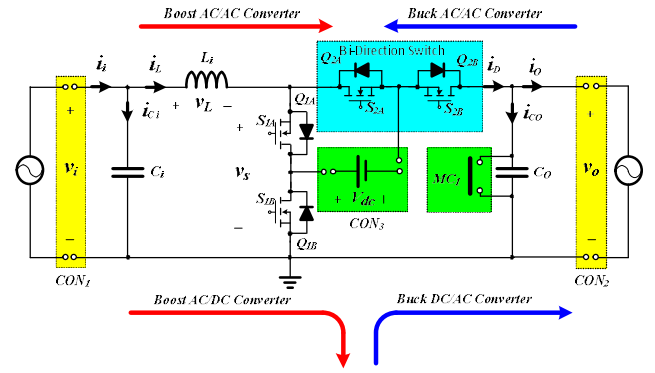 Boost AC/AC Converter
Buck AC/AC Converter
Bi-Direction Switch
Q2A
Q2B
S2A
S2B
ii
iL
Li
iD
iO
+ vL −
iCi
iCO
Q1A
S1A
+
+
+
vi
Ci
vs
+ Vdc
CON3
MC1
CO
vo
S1B
−
Q1B
−
−
CON1
CON2
Boost AC/DC Converter
Buck DC/AC Converter